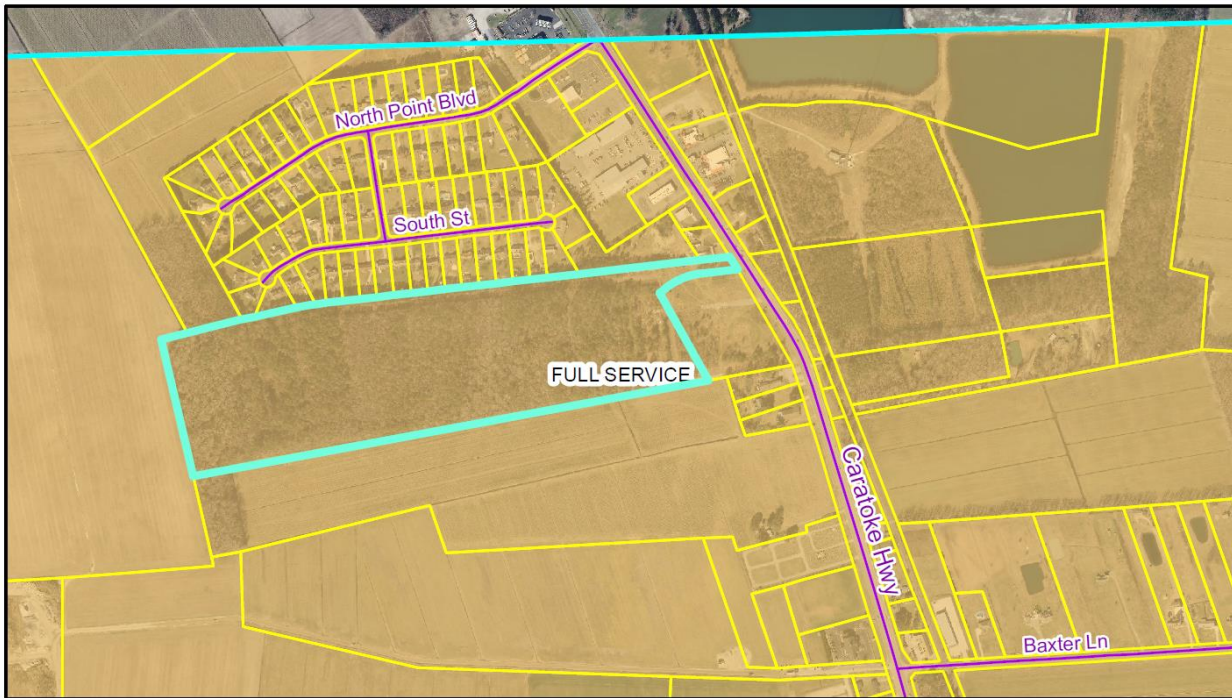 North Point Blvd
South St
FULL SERVICE
Caratoke Hwy
Baxter Ln